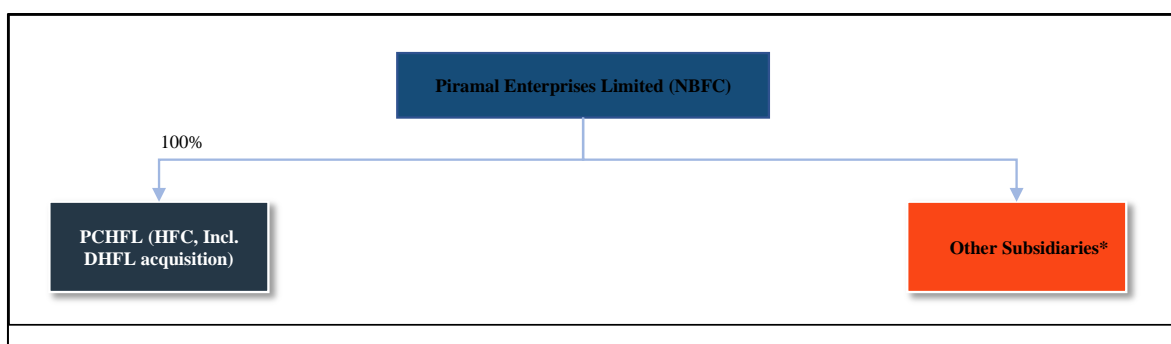 Piramal Enterprises Limited (NBFC)
100%
PCHFL (HFC, Incl.
DHFL acquisition)
Other Subsidiaries*